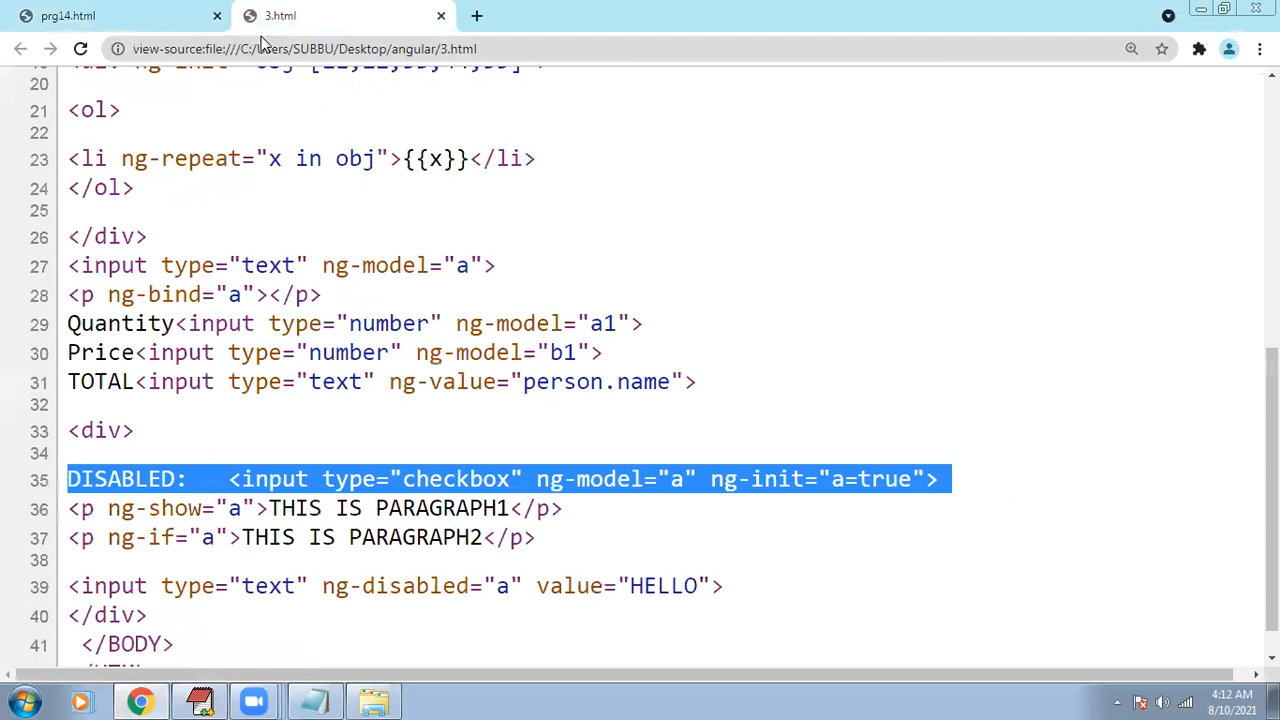 prg14.html
3.html
view-source:file:///C:/Users/SUBBU/Desktop/angular/3.html
20
21 <ol>
22
23 <li ng-repeat="x in obj">{{x}}</li>
24 </ol>
25
26 </div>
27 <input type="text" ng-model="a">
28 <p ng-bind="a"></p>
29 Quantity<input type="number" ng-model="a1">
30 Price<input type="number" ng-model="b1">
31 TOTAL<input type="text" ng-value="person.name">
32
33 <div>
34
35 DISABLED: <input type="checkbox" ng-model="a" ng-init="a=true">
36 <p ng-show="a">THIS IS PARAGRAPH1</p>
37 <p ng-if="a">THIS IS PARAGRAPH2</p>
38
39 <input type="text" ng-disabled="a" value="HELLO">
40 </div>
41 </BODY>
4:12 AM
8/10/2021